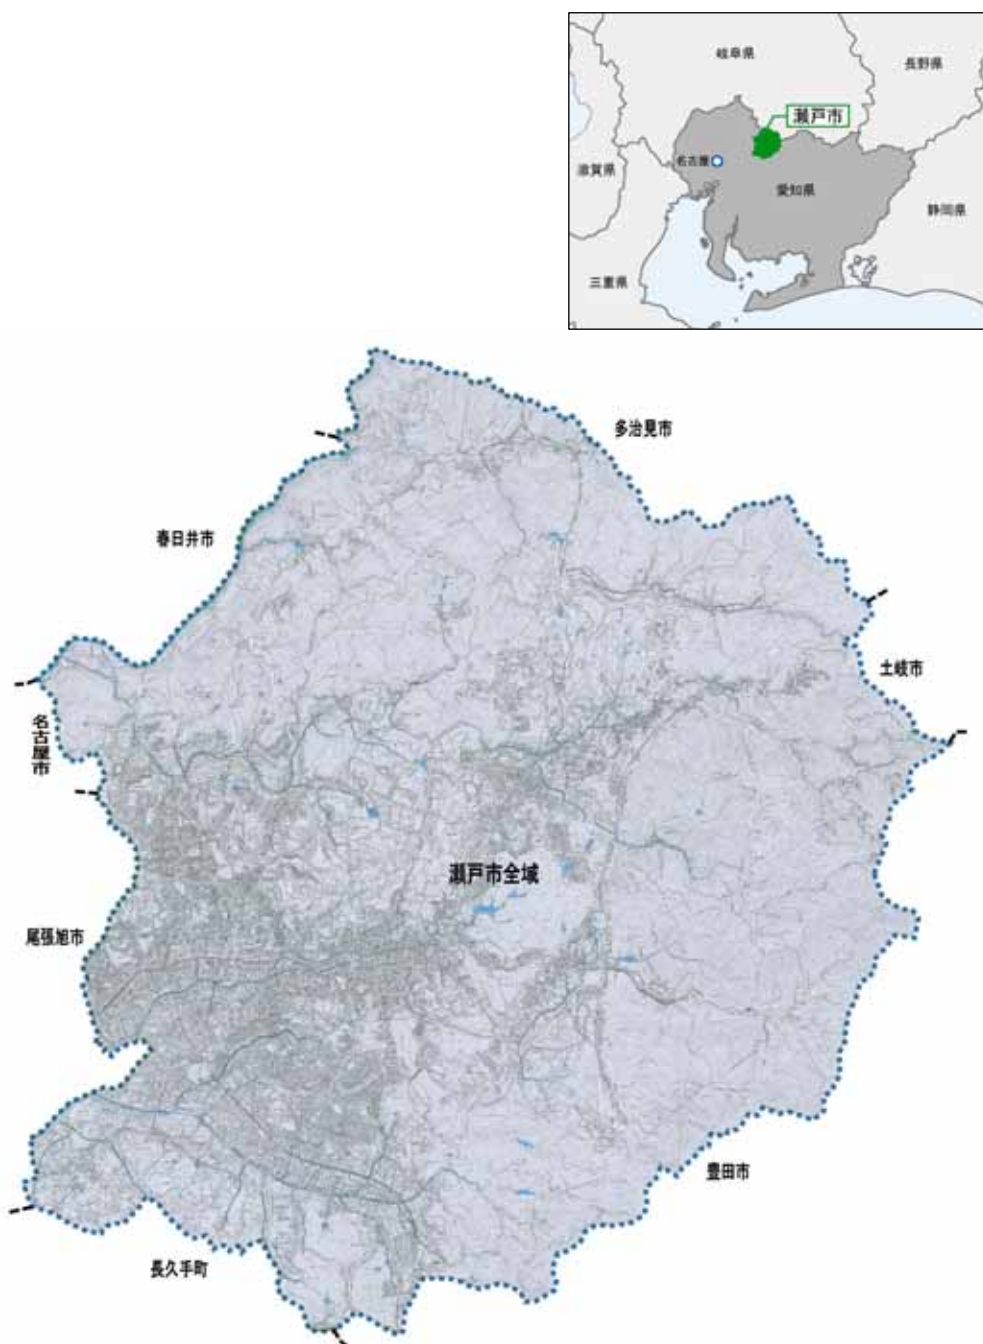 岐阜県
長野県
瀬戸市
名古屋
滋賀県
愛知県
静岡県
三重県
多治見市
春日井市
土岐市
名古屋市
瀬戸市全域
尾張旭市
豊田市
長久手町